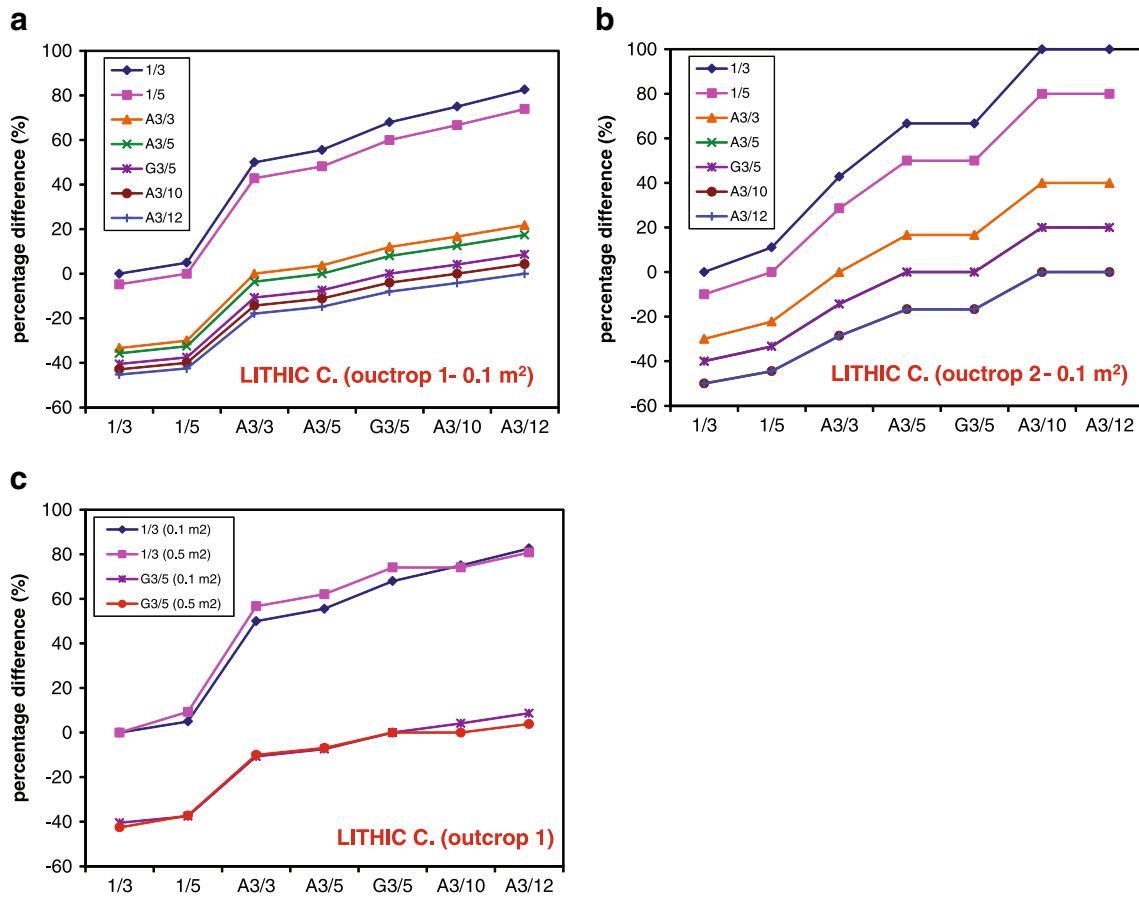 a
percentage difference (%)
100
80
60
40
20
0
-20
-40
-60
1/3
1/5
A3/3
A3/5
G3/5
A3/10
A3/12
LITHIC C. (ouctrop 1- 0.1 m²)
1/3 1/5 A3/3 A3/5 G3/5 A3/10 A3/12
b
percentage difference (%)
100
80
60
40
20
0
-20
-40
-60
1/3
1/5
A3/3
A3/5
G3/5
A3/10
A3/12
LITHIC C. (ouctrop 2- 0.1 m²)
1/3 1/5 A3/3 A3/5 G3/5 A3/10 A3/12
c
percentage difference (%)
100
80
60
40
20
0
-20
-40
-60
1/3 (0.1 m2)
1/3 (0.5 m2)
G3/5 (0.1 m2)
G3/5 (0.5 m2)
LITHIC C. (outcrop 1)
1/3 1/5 A3/3 A3/5 G3/5 A3/10 A3/12